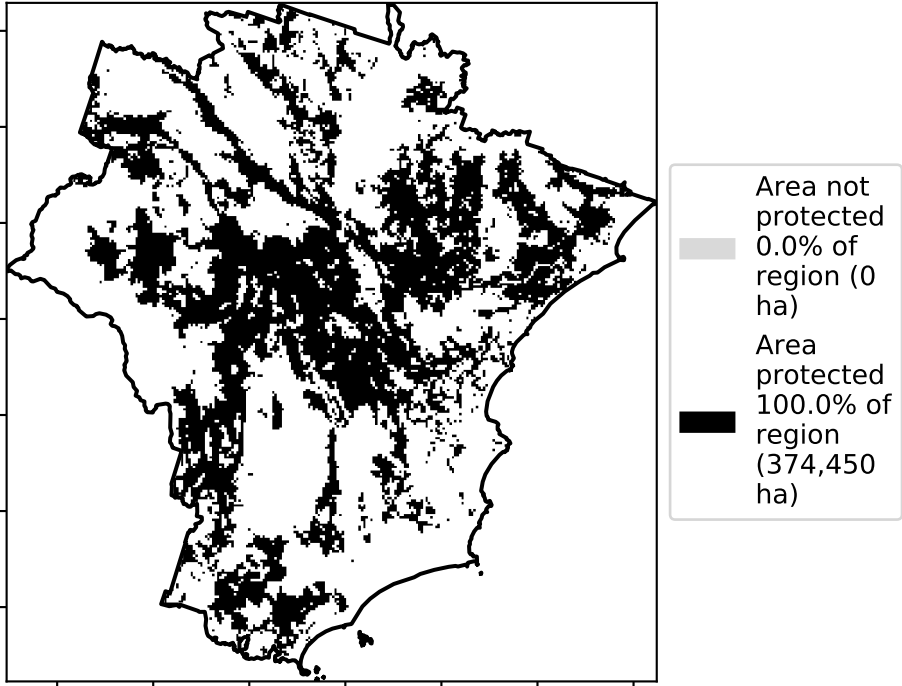 Area not
protected
0.0% of
region (0
ha)
Area
protected
100.0% of
region
(374,450
ha)